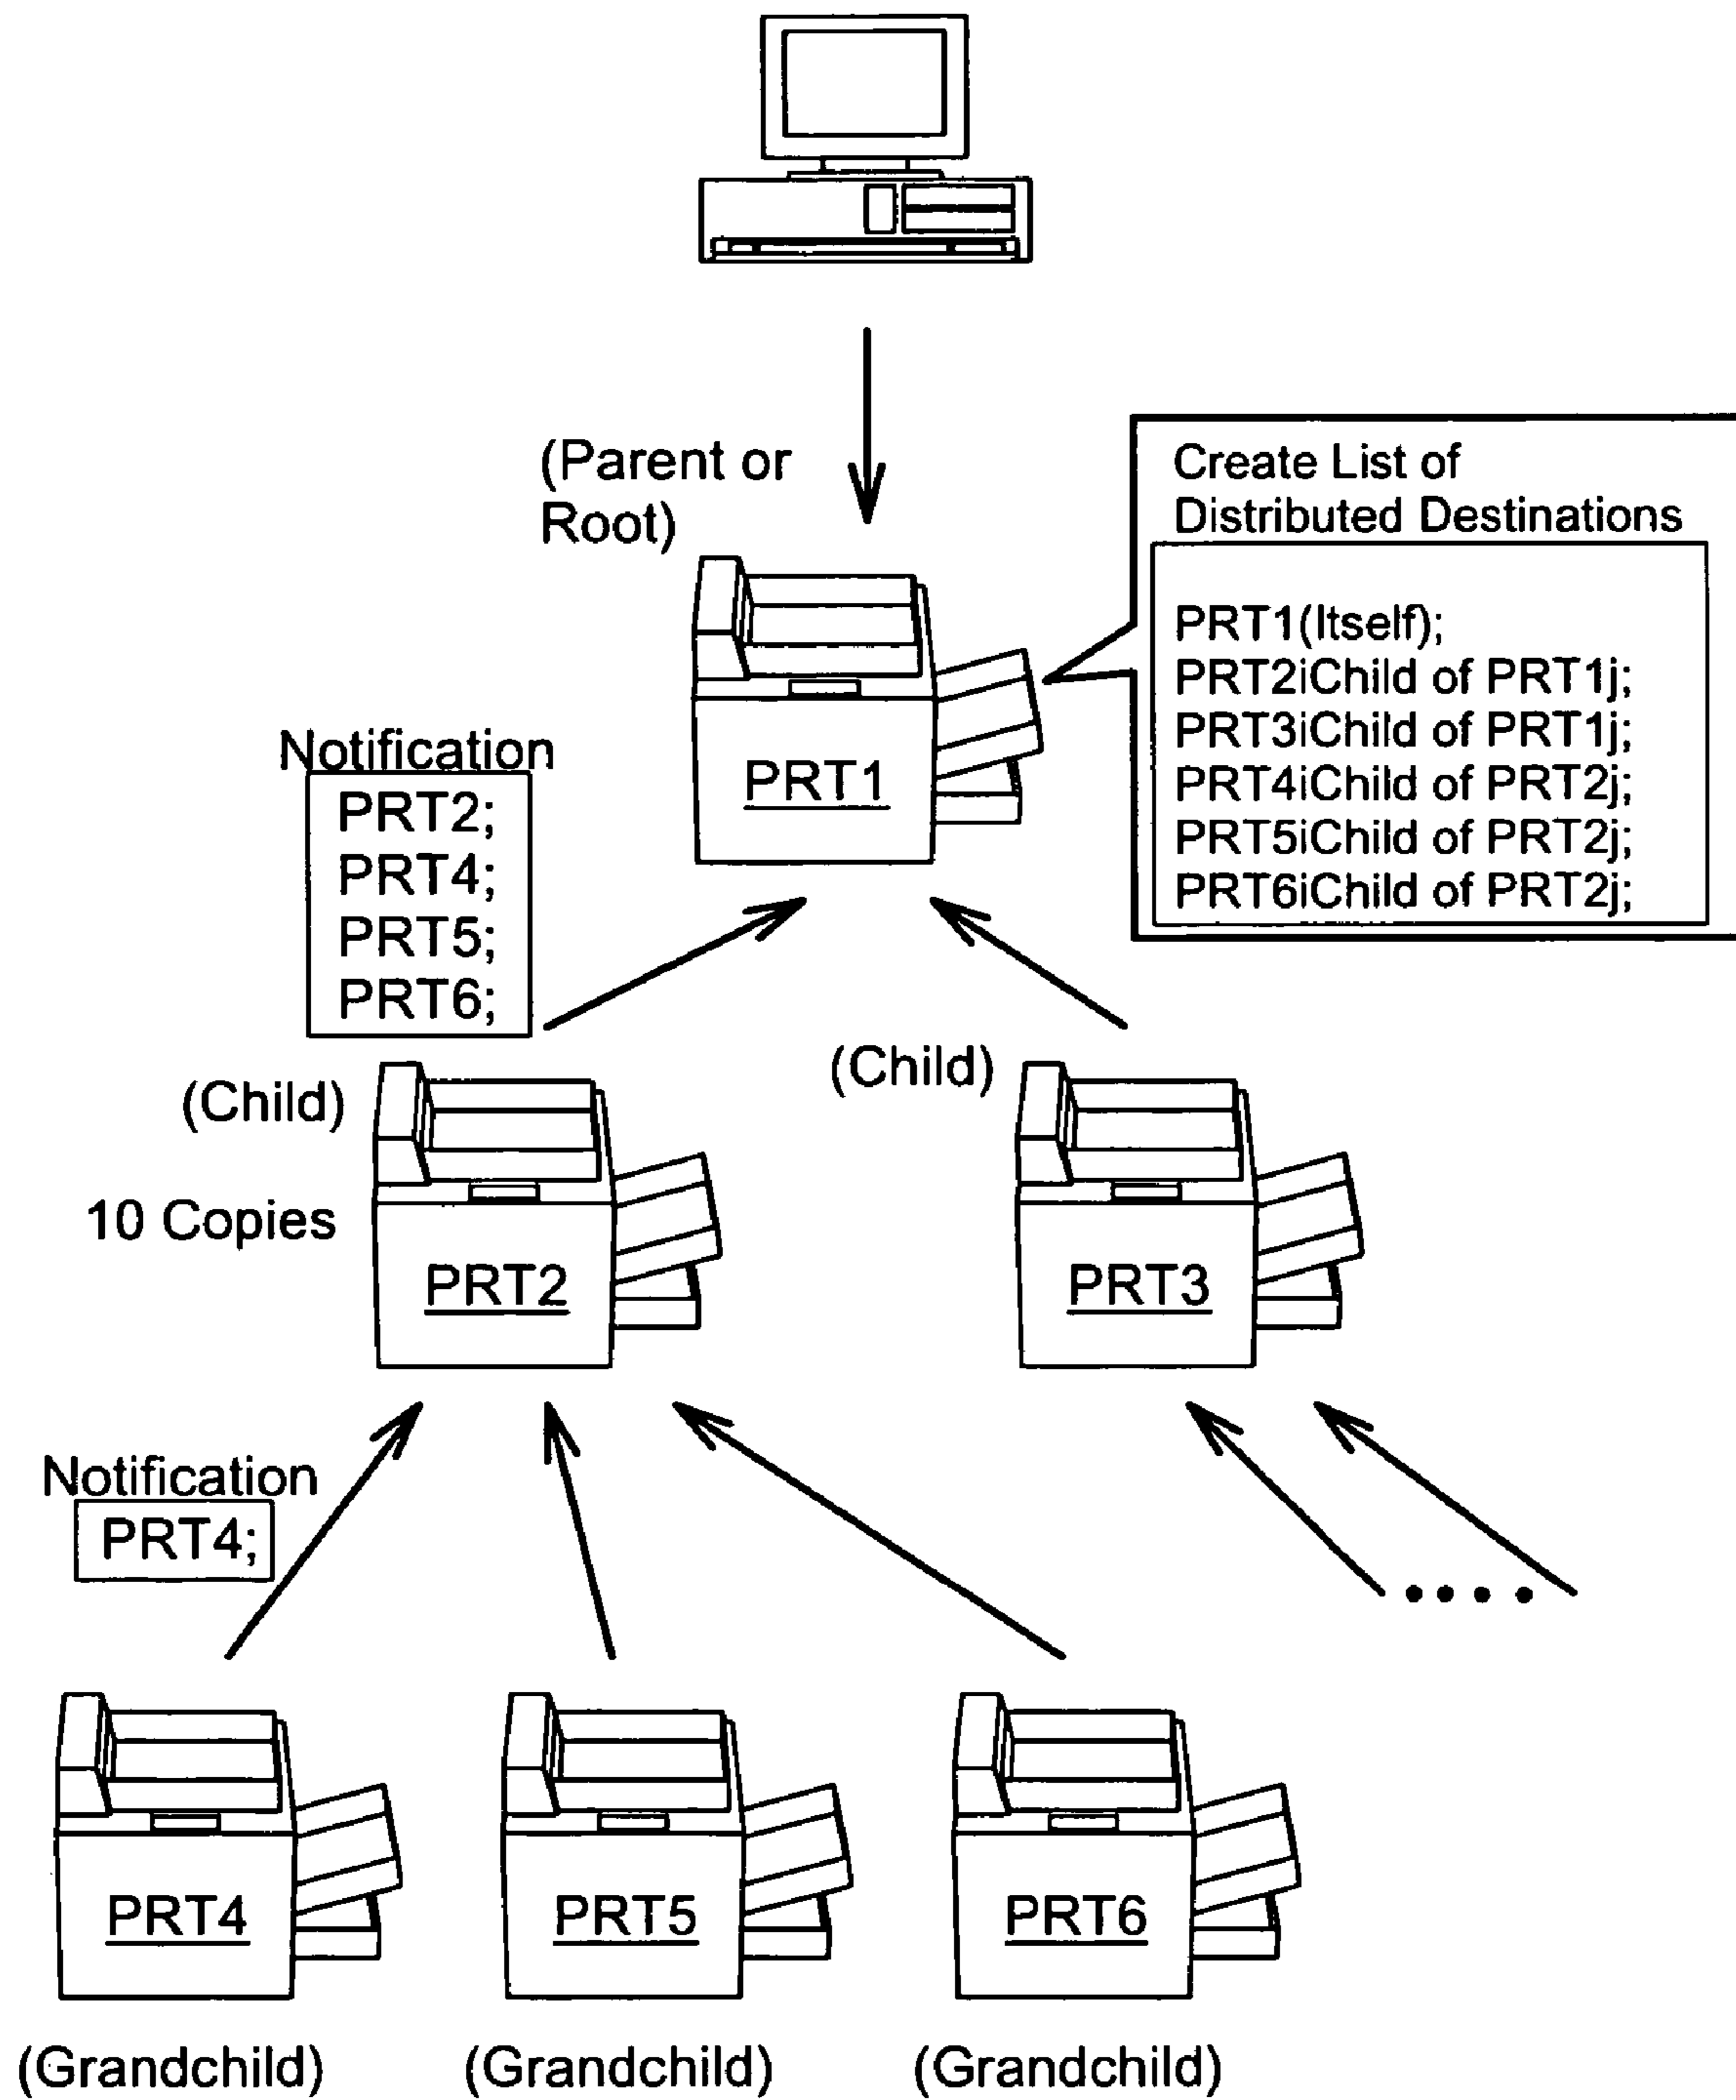 (Parent or
Root)
Create List of
Distributed Destinations
PRT1(Itself);
PRT2iChild of PRT1j;
PRT3iChild of PRT1j;
PRT4iChild of PRT2j;
PRT5iChild of PRT2j;
PRT6iChild of PRT2j;
PRT1
Notification
PRT2;
PRT4;
PRT5;
PRT6;
(Child)
(Child)
10 Copies
PRT2
PRT3
Notification
PRT4;
PRT4
PRT5
PRT6
(Grandchild)
(Grandchild)
(Grandchild)